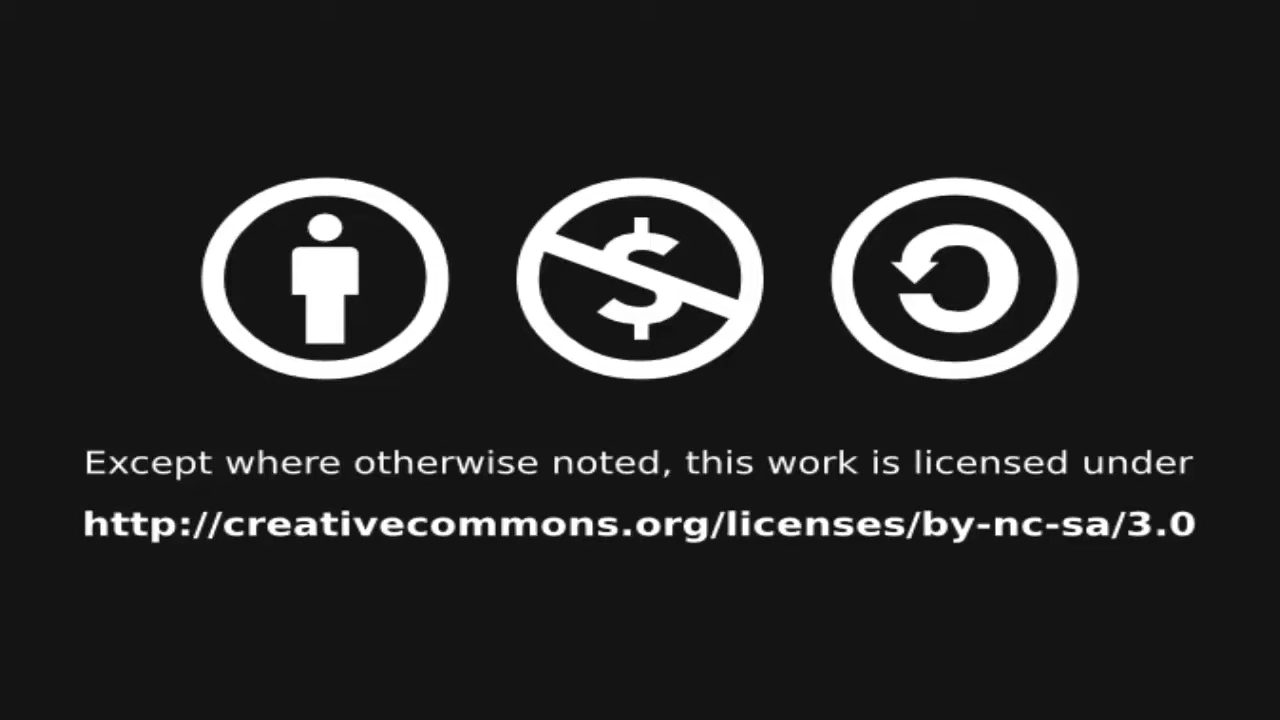 Except where otherwise noted, this work is licensed under
http://creativecommons.org/licenses/by-nc-sa/3.0